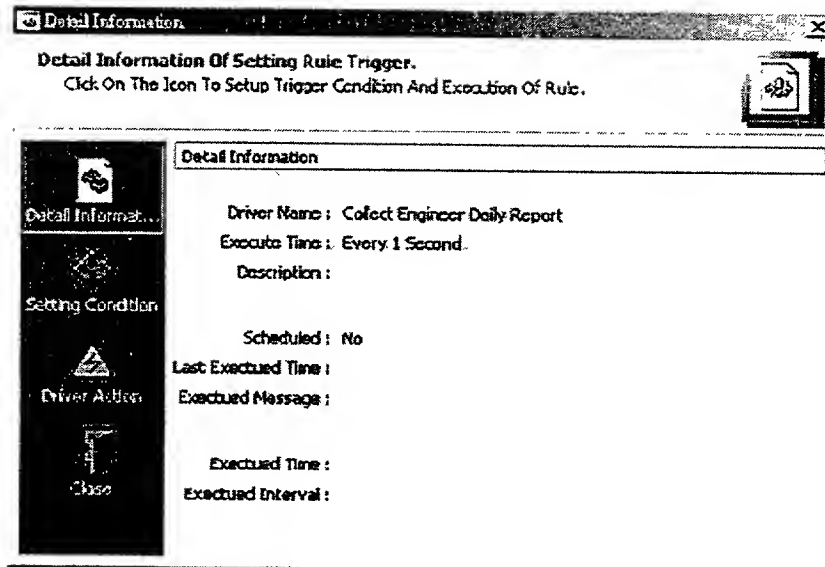 Detail Information
Detail Information Of Setting Rule Trigger.
Click On The Icon To Setup Trigger Condition And Execution Of Rule.
Detail Information
Detail Informat...
Setting Condition
Driver Action
Close
Driver Name : Collect Engineer Daily Report
Execute Time : Every 1 Second
Description :
Scheduled : No
Last Exectued Time :
Exectued Message :
Exectued Time :
Exectued Interval :